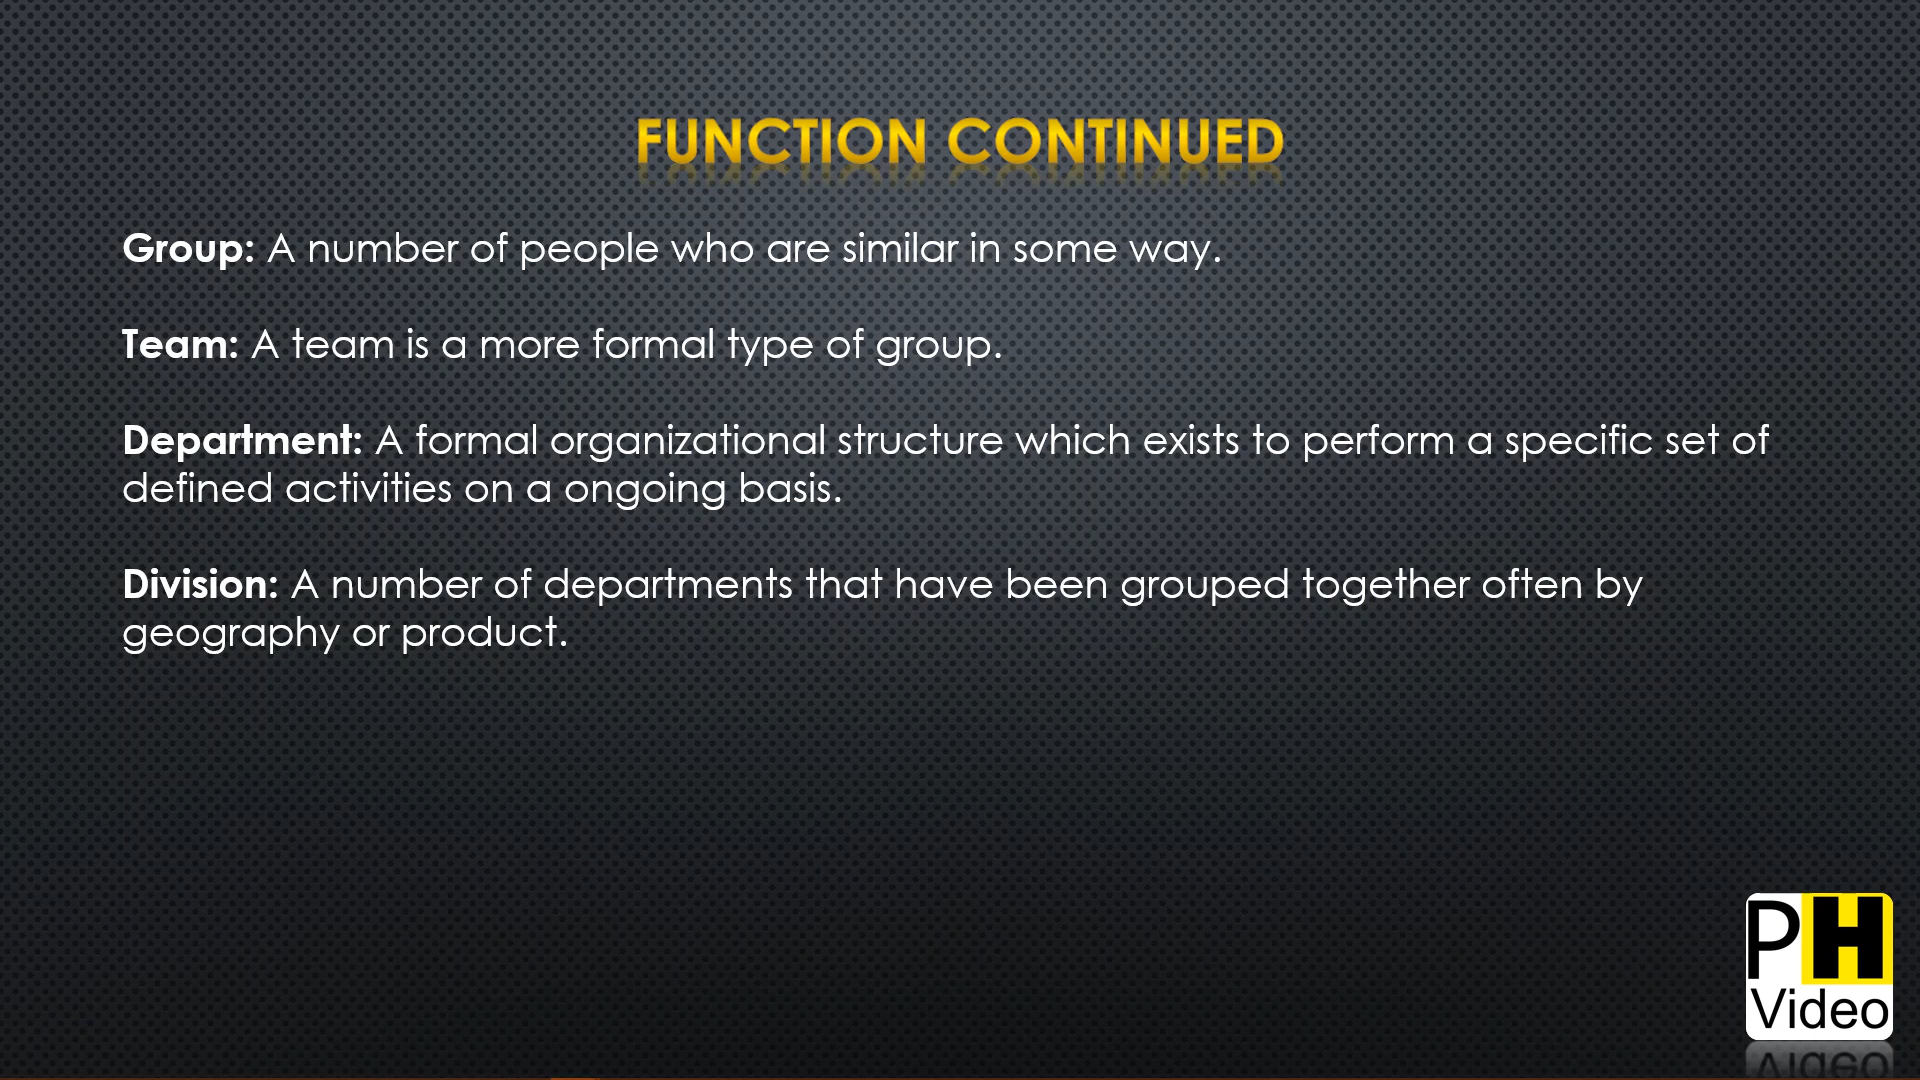 FUNCTION CONTINUED
Group: A number of people who are similar in some way.
Team: A team is a more formal type of group.
Department: A formal organizational structure which exists to perform a specific set of
defined activities on a ongoing basis.
Division: A number of departments that have been grouped together often by
geography or product.
PH
Video